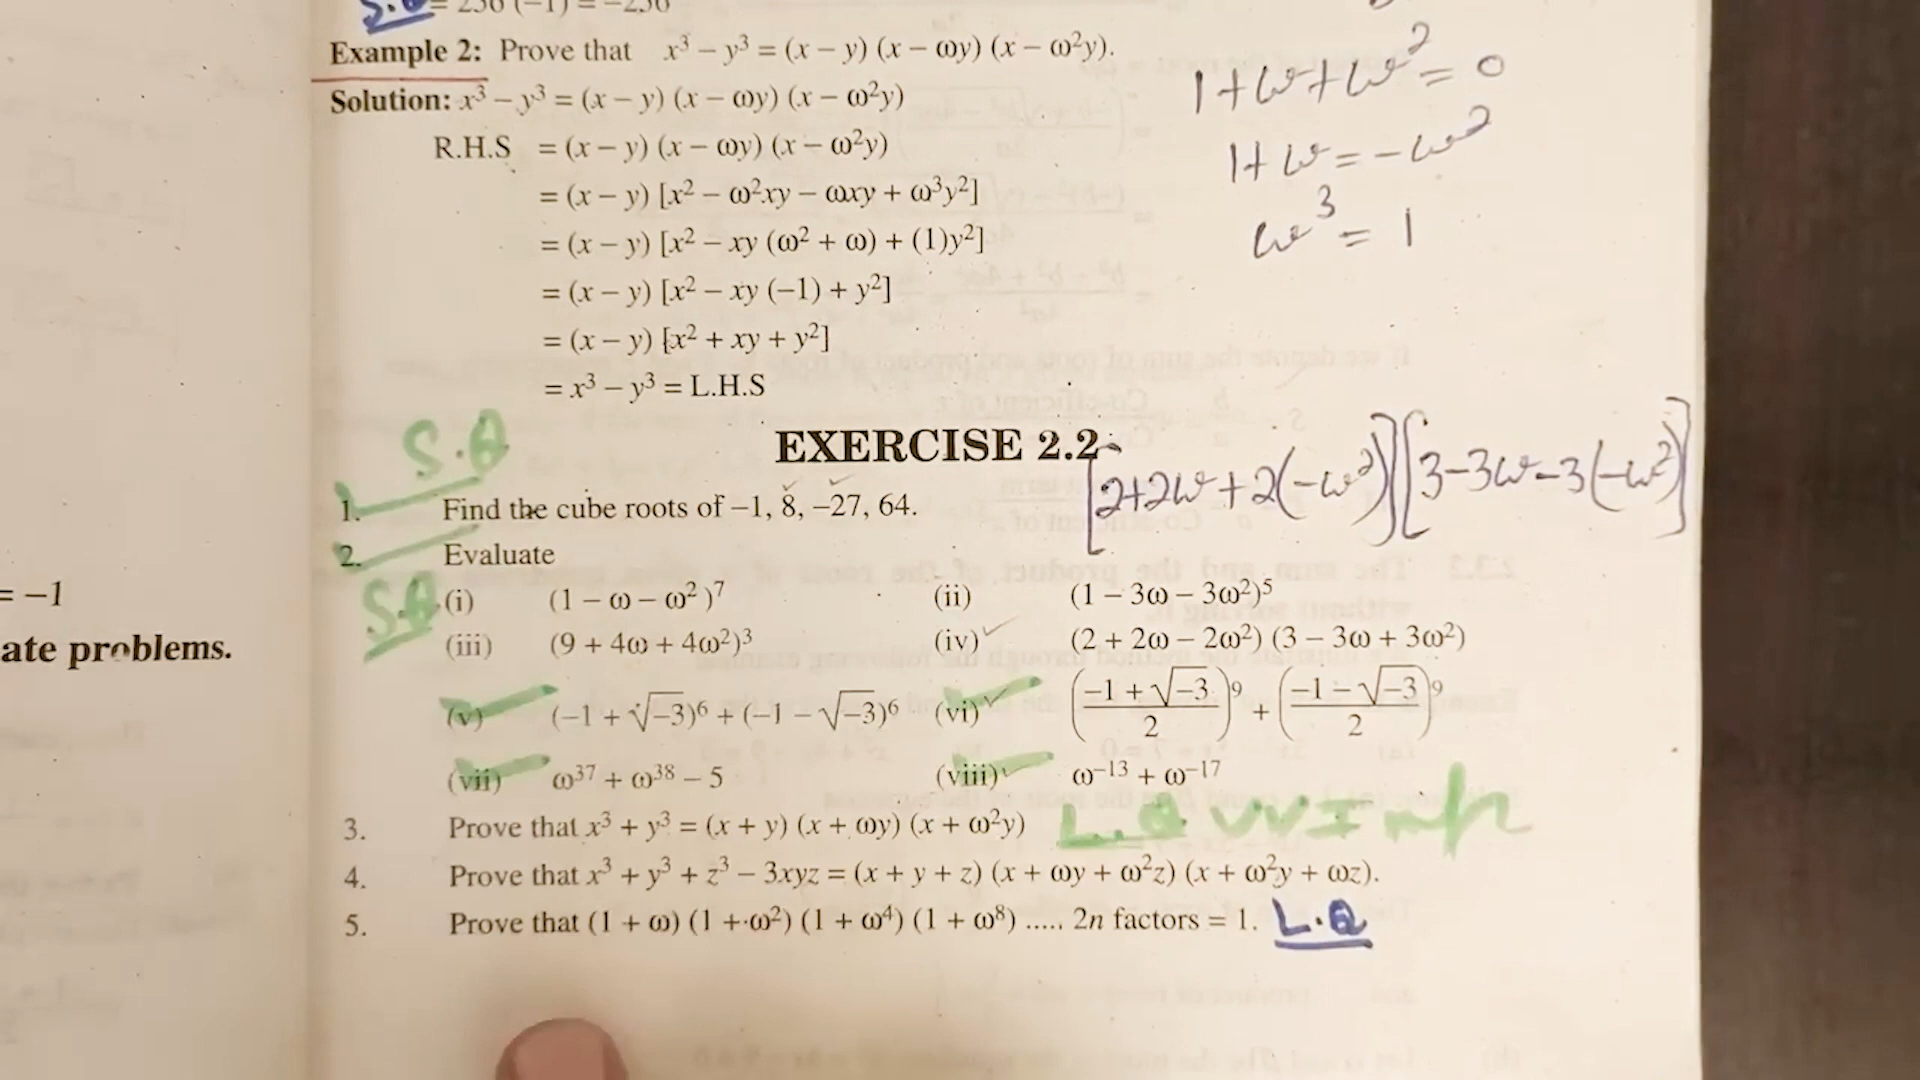 Example 2: Prove that x³ – y³ = (x – y) (x – ωy) (x – ω²y).
Solution: x³ – y³ = (x – y) (x – ωy) (x – ω²y)
R.H.S = (x – y) (x – ωy) (x – ω²y)
= (x – y) [x² – ω²xy – ωxy + ω³y²]
= (x – y) [x² – xy (ω² + ω) + (1)y²]
= (x – y) [x² – xy (–1) + y²]
= (x – y) [x² + xy + y²]
= x³ – y³ = L.H.S
1+ω+ω² = 0
1+ω = -ω²
ω³ = 1
S.Q
EXERCISE 2.2
[2+2ω+2(-ω²)][3-3ω-3(-ω²)]
1. Find the cube roots of –1, 8, –27, 64.
2. Evaluate
S.Q
(i) (1 – ω – ω² )⁷ (ii) (1 – 3ω – 3ω²)⁵
(iii) (9 + 4ω + 4ω²)³ (iv) (2 + 2ω – 2ω²) (3 – 3ω + 3ω²)
(v) (–1 + √–3)⁶ + (–1 – √–3)⁶ (vi) ((–1 + √–3)/2)⁹ + ((–1 – √–3)/2)⁹
(vii) ω³⁷ + ω³⁸ – 5 (viii) ω⁻¹³ + ω⁻¹⁷
3. Prove that x³ + y³ = (x + y) (x + ωy) (x + ω²y) L.Q
4. Prove that x³ + y³ + z³ – 3xyz = (x + y + z) (x + ωy + ω²z) (x + ω²y + ωz).
5. Prove that (1 + ω) (1 + ω²) (1 + ω⁴) (1 + ω⁸) ..... 2n factors = 1. L.Q
= –1
ate problems.